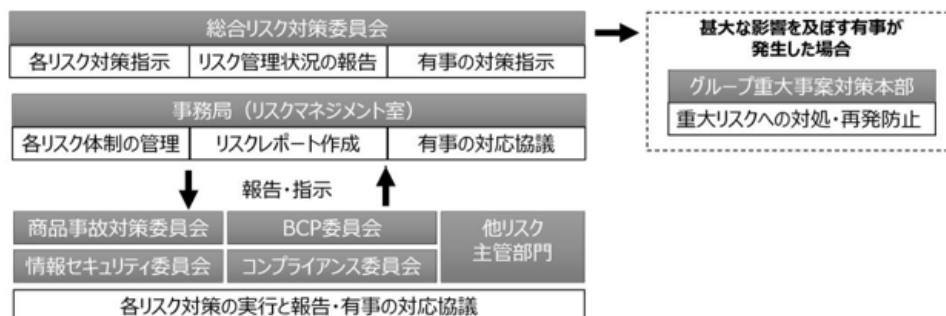 総合リスク対策委員会
各リスク対策指示 リスク管理状況の報告 有事の対策指示
事務局（リスクマネジメント室）
各リスク体制の管理 リスクレポート作成 有事の対応協議
報告・指示
商品事故対策委員会 BCP委員会
情報セキュリティ委員会 コンプライアンス委員会
他リスク
主管部門
各リスク対策の実行と報告・有事の対応協議
甚大な影響を及ぼす有事が
発生した場合
グループ重大事案対策本部
重大リスクへの対処・再発防止